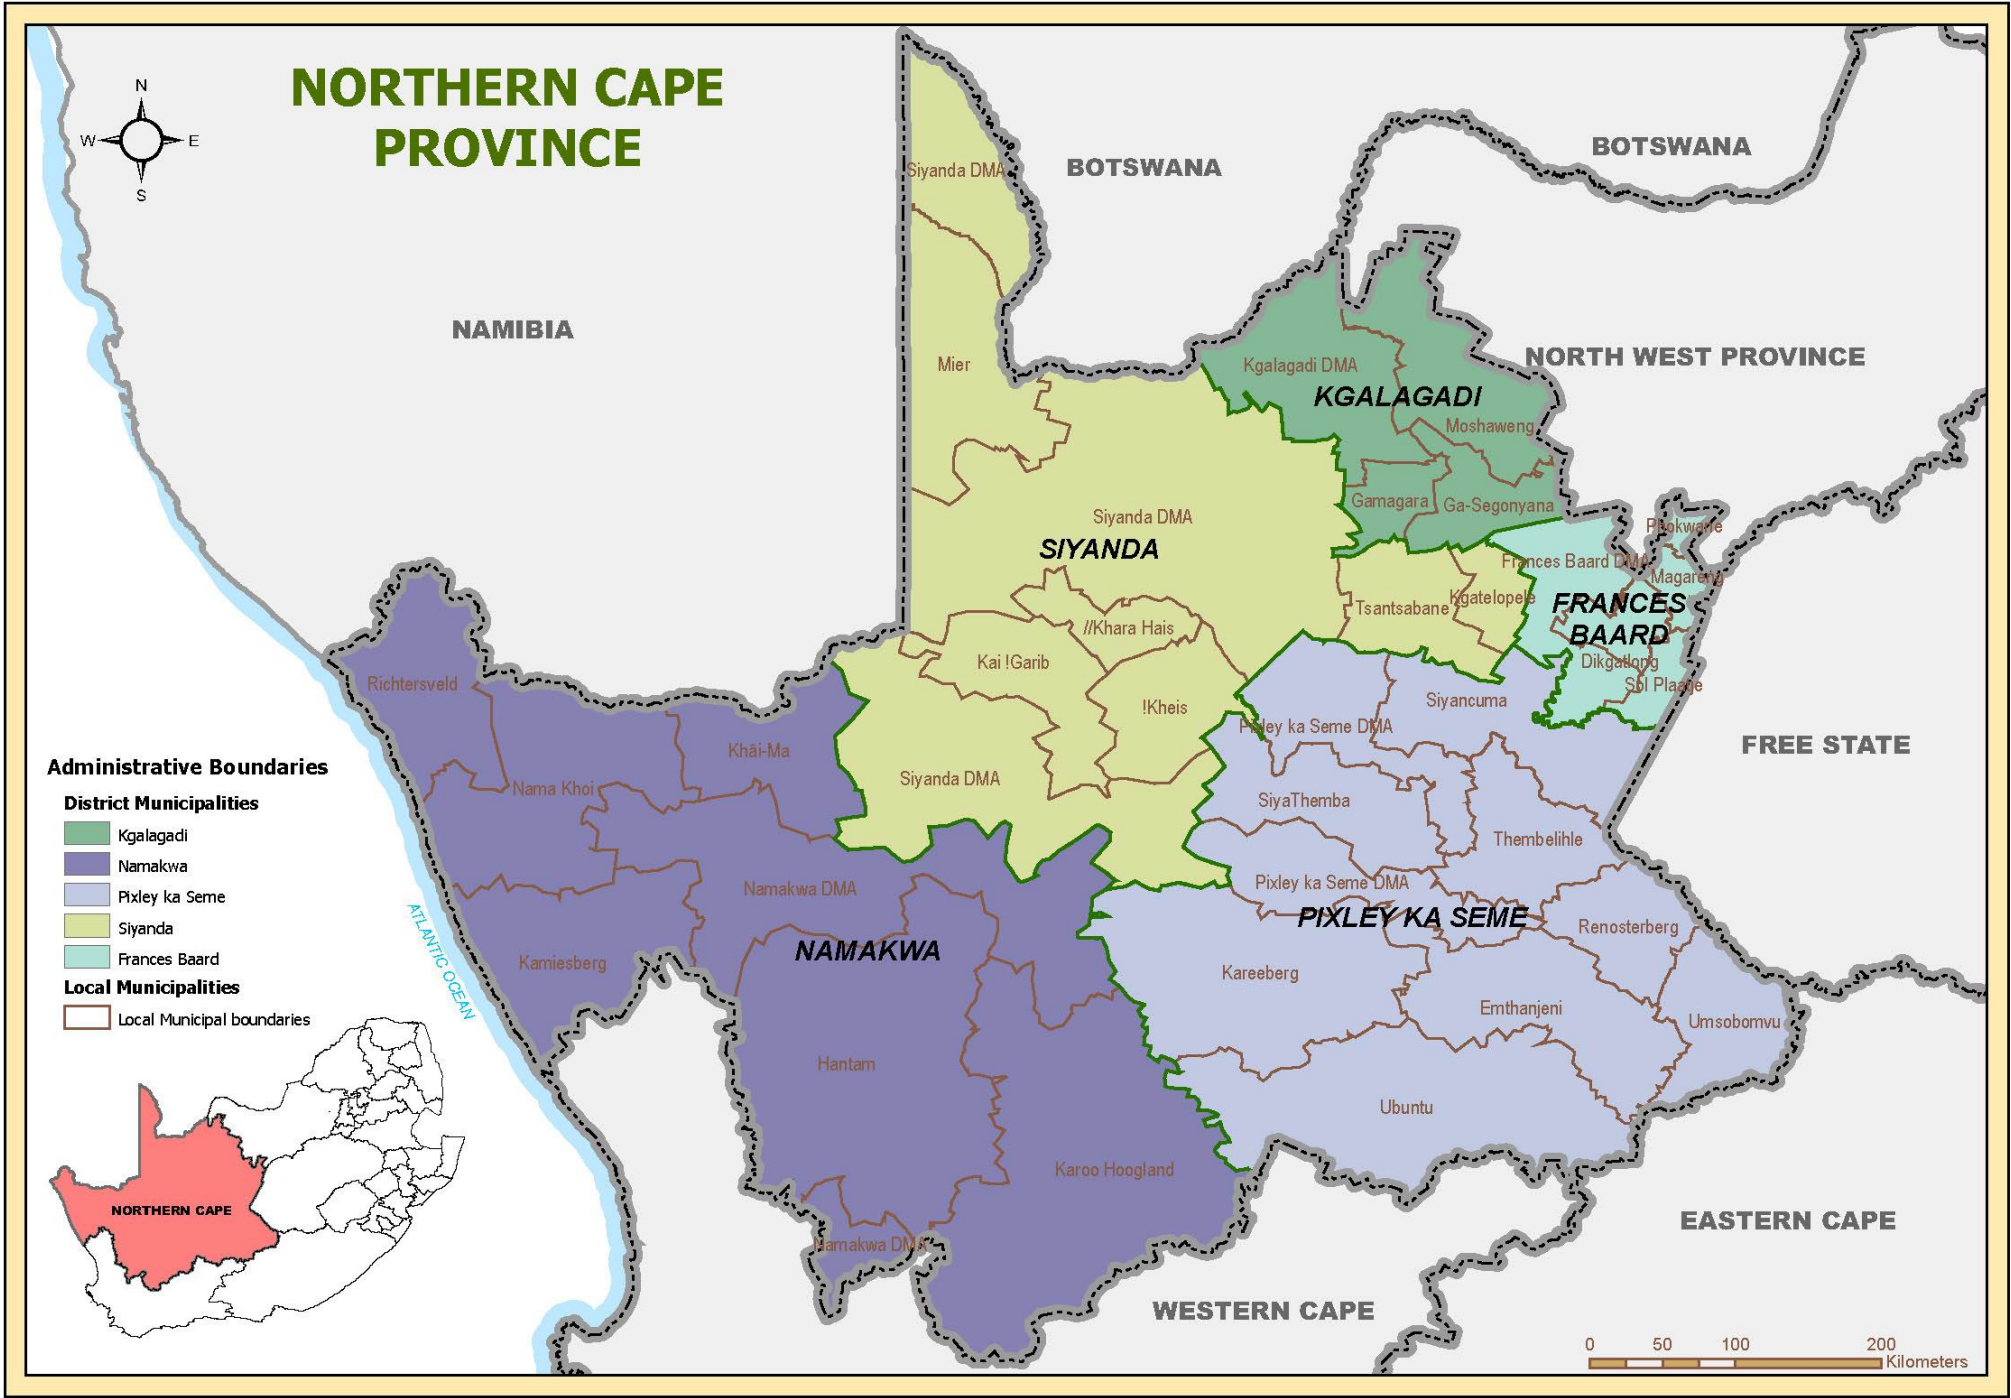 NORTHERN CAPE
PROVINCE
N
W
E
S
BOTSWANA
BOTSWANA
NAMIBIA
NORTH WEST PROVINCE
FREE STATE
EASTERN CAPE
WESTERN CAPE
ATLANTIC OCEAN
Siyanda DMA
Mier
Kgalagadi DMA
KGALAGADI
Moshaweng
Gamagara
Ga-Segonyana
Siyanda DMA
SIYANDA
Phokwane
Frances Baard DMA
Magareng
Tsantsabane
Kgatelopele
FRANCES
BAARD
//Khara Hais
Kai !Garib
Dikgatlong
Sol Plaatje
!Kheis
Siyancuma
Richtersveld
Pixley ka Seme DMA
Khâi-Ma
Nama Khoi
Siyanda DMA
SiyaThemba
Thembelihle
Namakwa DMA
Pixley ka Seme DMA
PIXLEY KA SEME
Renosterberg
NAMAKWA
Kamiesberg
Kareeberg
Emthanjeni
Umsobomvu
Hantam
Ubuntu
Karoo Hoogland
Namakwa DMA
Administrative Boundaries
District Municipalities
Kgalagadi
Namakwa
Pixley ka Seme
Siyanda
Frances Baard
Local Municipalities
Local Municipal boundaries
NORTHERN CAPE
0 50 100 200
Kilometers